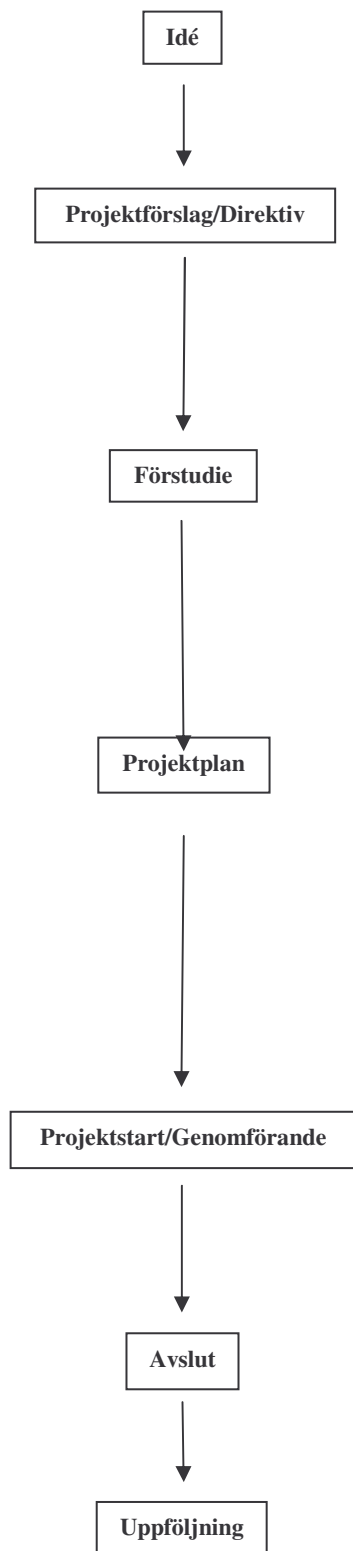 Idé
Projektförslag/Direktiv
Förstudie
Projektplan
Projektstart/Genomförande
Avslut
Uppföljning